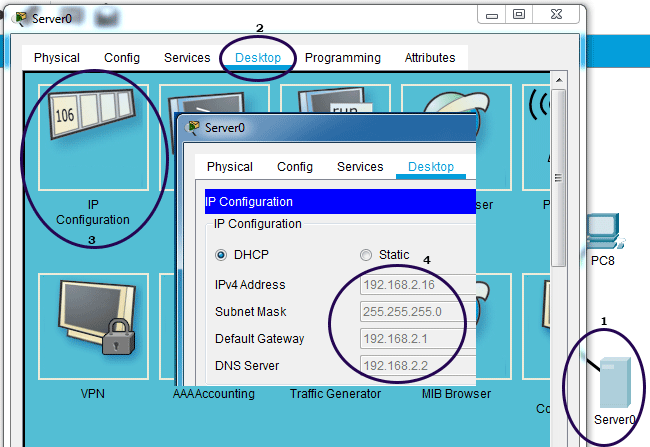 Server0
2
Physical Config Services Desktop Programming Attributes
106
run
Server0
Physical Config Services Desktop
IP Configuration
IP Configuration
DHCP Static
4
IPv4 Address 192.168.2.16
Subnet Mask 255.255.255.0
Default Gateway 192.168.2.1
DNS Server 192.168.2.2
IP
Configuration
3
ser
P
VPN AAAAccounting Traffic Generator MIB Browser
Co
PC8
1
Server0